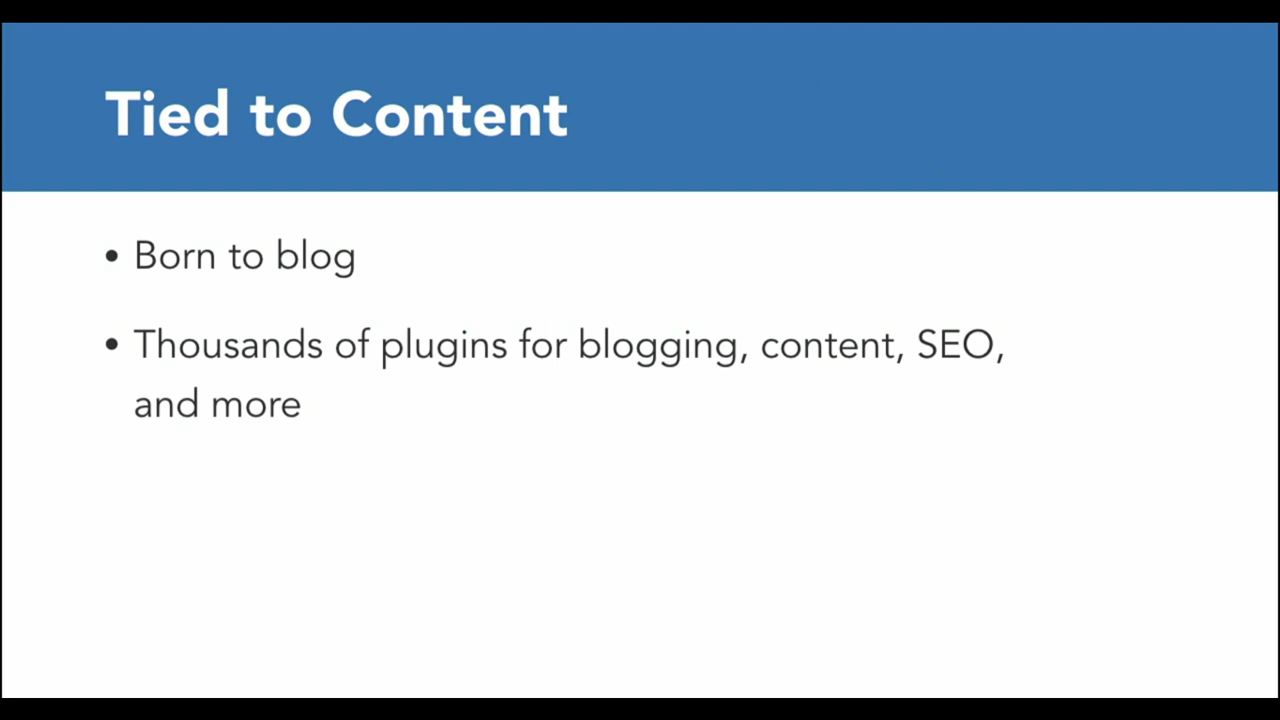 Tied to Content
• Born to blog
• Thousands of plugins for blogging, content, SEO,
and more